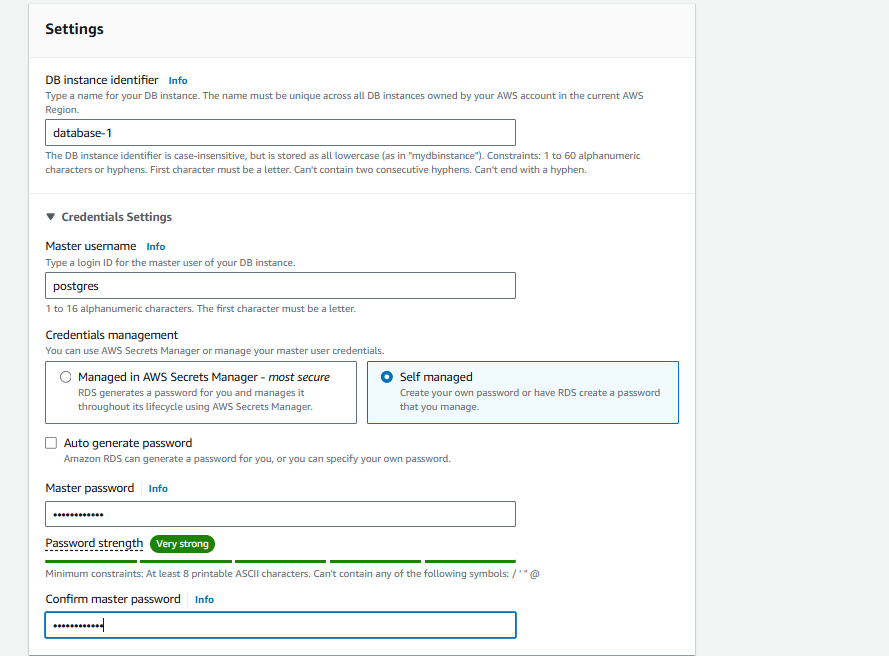 Settings
DB instance identifier Info
Type a name for your DB instance. The name must be unique across all DB instances owned by your AWS account in the current AWS
Region.
database-1
The DB instance identifier is case-insensitive, but is stored as all lowercase (as in "mydbinstance"). Constraints: 1 to 60 alphanumeric
characters or hyphens. First character must be a letter. Can't contain two consecutive hyphens. Can't end with a hyphen.
Credentials Settings
Master username Info
Type a login ID for the master user of your DB instance.
postgres
1 to 16 alphanumeric characters. The first character must be a letter.
Credentials management
You can use AWS Secrets Manager or manage your master user credentials.
Managed in AWS Secrets Manager - most secure
RDS generates a password for you and manages it
throughout its lifecycle using AWS Secrets Manager.
Self managed
Create your own password or have RDS create a password
that you manage.
Auto generate password
Amazon RDS can generate a password for you, or you can specify your own password.
Master password Info
••••••••••••
Password strength Very strong
Minimum constraints: At least 8 printable ASCII characters. Can't contain any of the following symbols: / ' " @
Confirm master password Info
••••••••••••